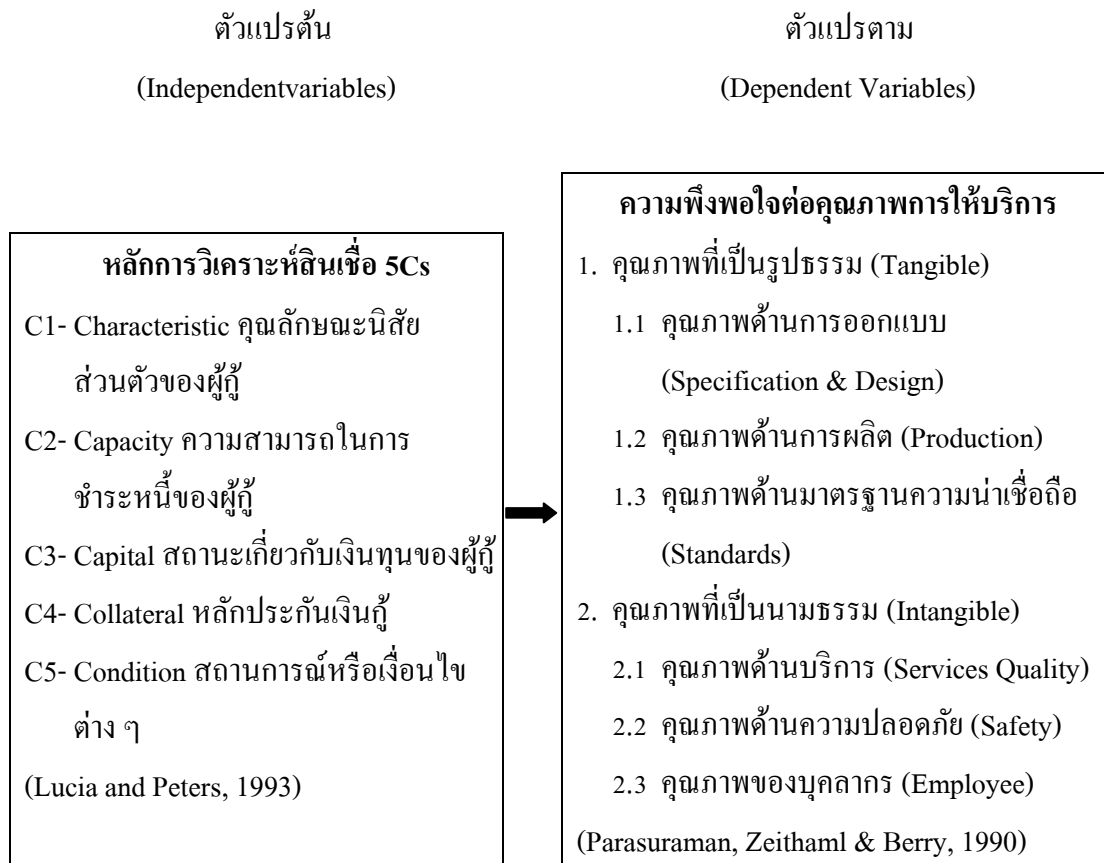 ตัวแปรต้น
(Independentvariables)
ตัวแปรตาม
(Dependent Variables)
หลักการวิเคราะห์สินเชื่อ 5Cs
C1- Characteristic คุณลักษณะนิสัย
ส่วนตัวของผู้กู้
C2- Capacity ความสามารถในการ
ชำระหนี้ของผู้กู้
C3- Capital สถานะเกี่ยวกับเงินทุนของผู้กู้
C4- Collateral หลักประกันเงินกู้
C5- Condition สถานการณ์หรือเงื่อนไข
ต่าง ๆ
(Lucia and Peters, 1993)
ความพึงพอใจต่อคุณภาพการให้บริการ
1. คุณภาพที่เป็นรูปธรรม (Tangible)
1.1 คุณภาพด้านการออกแบบ
(Specification & Design)
1.2 คุณภาพด้านการผลิต (Production)
1.3 คุณภาพด้านมาตรฐานความน่าเชื่อถือ
(Standards)
2. คุณภาพที่เป็นนามธรรม (Intangible)
2.1 คุณภาพด้านบริการ (Services Quality)
2.2 คุณภาพด้านความปลอดภัย (Safety)
2.3 คุณภาพของบุคลากร (Employee)
(Parasuraman, Zeithaml & Berry, 1990)